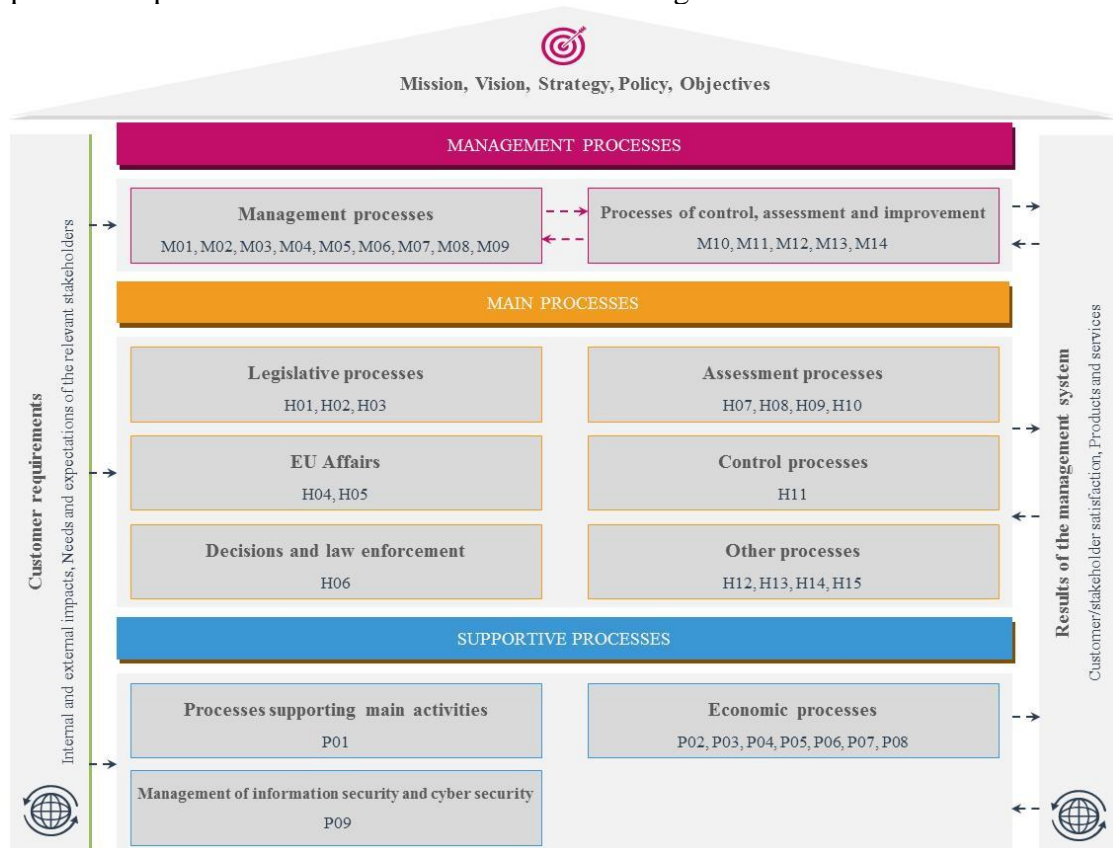 Mission, Vision, Strategy, Policy, Objectives
MANAGEMENT PROCESSES
Management processes
M01, M02, M03, M04, M05, M06, M07, M08, M09
Processes of control, assessment and improvement
M10, M11, M12, M13, M14
MAIN PROCESSES
Legislative processes
H01, H02, H03
Assessment processes
H07, H08, H09, H10
EU Affairs
H04, H05
Control processes
H11
Decisions and law enforcement
H06
Other processes
H12, H13, H14, H15
SUPPORTIVE PROCESSES
Processes supporting main activities
P01
Economic processes
P02, P03, P04, P05, P06, P07, P08
Management of information security and cyber security
P09
Customer requirements
Internal and external impacts, Needs and expectations of the relevant stakeholders
Results of the management system
Customer/stakeholder satisfaction, Products and services